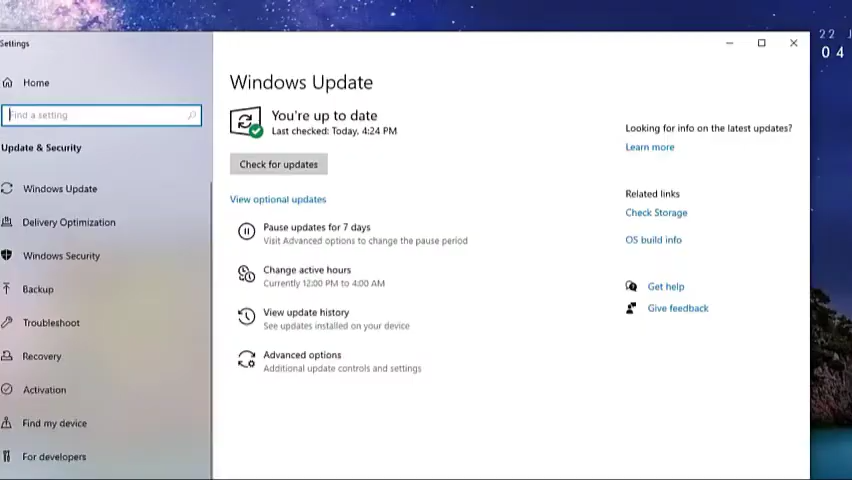 Settings
Home
Find a setting
Update & Security
Windows Update
Delivery Optimization
Windows Security
Backup
Troubleshoot
Recovery
Activation
Find my device
For developers
Windows Update
You're up to date
Last checked: Today, 4:24 PM
Check for updates
View optional updates
Pause updates for 7 days
Visit Advanced options to change the pause period
Change active hours
Currently 12:00 PM to 4:00 AM
View update history
See updates installed on your device
Advanced options
Additional update controls and settings
Looking for info on the latest updates?
Learn more
Related links
Check Storage
OS build info
Get help
Give feedback
22 J
04